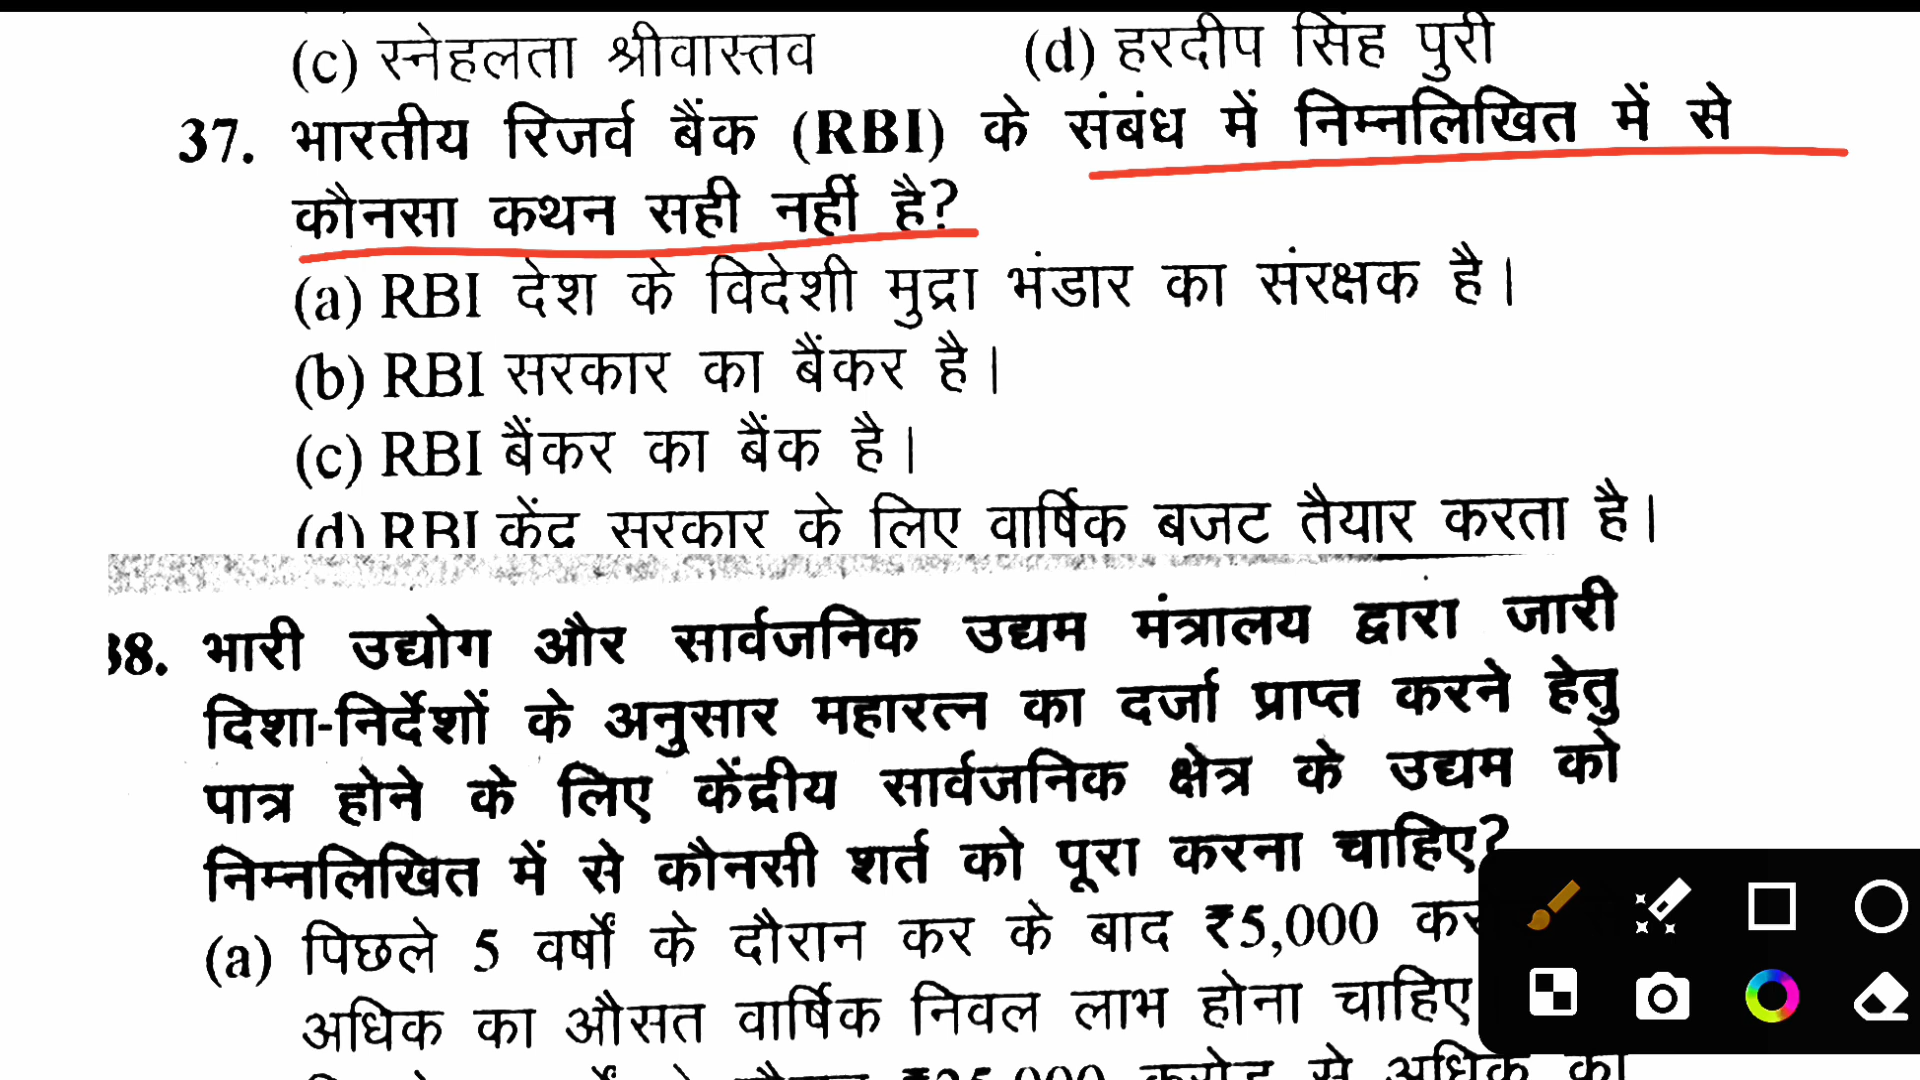 (c) स्नेहलता श्रीवास्तव (d) हरदीप सिंह पुरी
37. भारतीय रिजर्व बैंक (RBI) के संबंध में निम्नलिखित में से
कौनसा कथन सही नहीं है?
(a) RBI देश के विदेशी मुद्रा भंडार का संरक्षक है।
(b) RBI सरकार का बैंकर है।
(c) RBI बैंकर का बैंक है।
(d) RBI केंद्र सरकार के लिए वार्षिक बजट तैयार करता है।
38. भारी उद्योग और सार्वजनिक उद्यम मंत्रालय द्वारा जारी
दिशा-निर्देशों के अनुसार महारत्न का दर्जा प्राप्त करने हेतु
पात्र होने के लिए केंद्रीय सार्वजनिक क्षेत्र के उद्यम को
निम्नलिखित में से कौनसी शर्त को पूरा करना चाहिए?
(a) पिछले 5 वर्षों के दौरान कर के बाद ₹5,000
अधिक का औसत वार्षिक निवल लाभ होना चाहिए
करोड़ से अधिक का